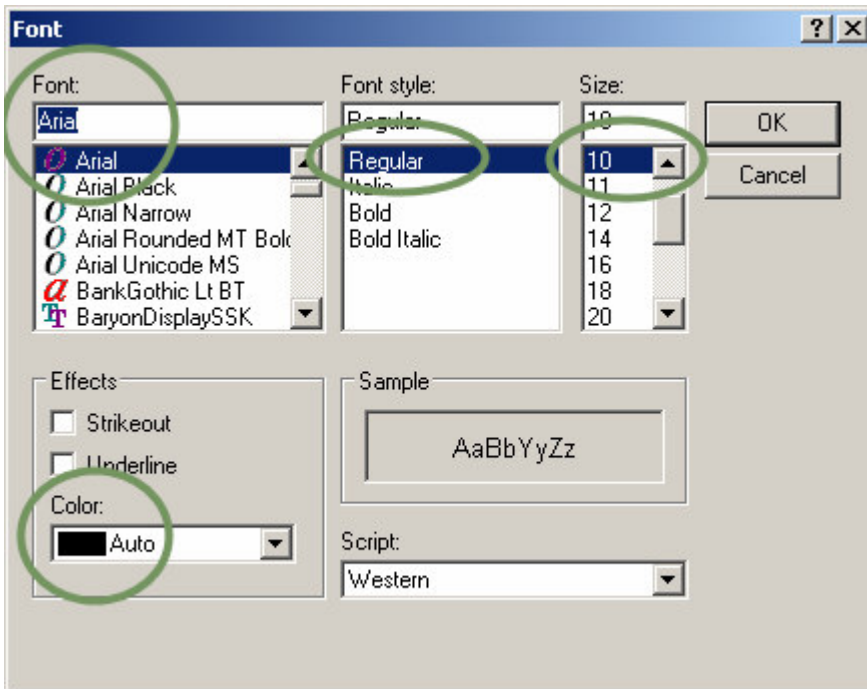 Font
Font: Font style: Size:
Arial Regular 10 OK
Arial Regular 10 Cancel
Arial Black Italic 11
Arial Narrow Bold 12
Arial Rounded MT Bold Bold Italic 14
Arial Unicode MS 16
BankGothic Lt BT 18
BaryonDisplaySSK 20
Effects Sample
Strikeout
AaBbYyZz
Underline
Color:
Auto
Script:
Western